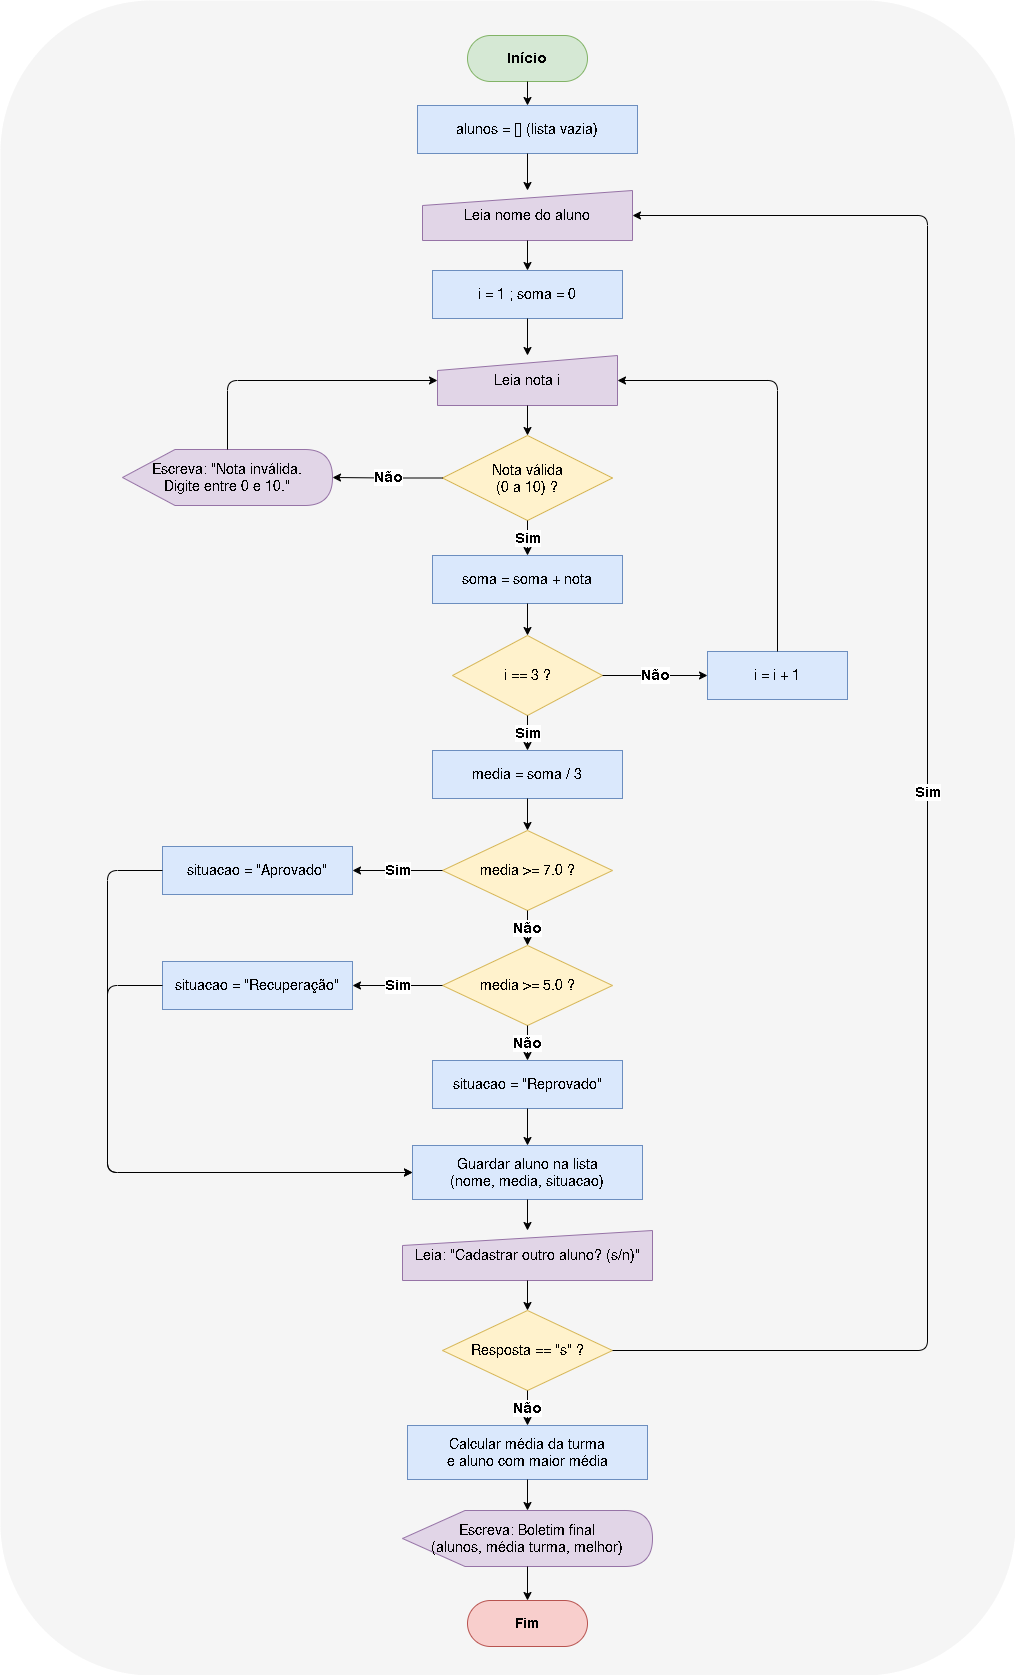 Início
alunos = [] (lista vazia)
Leia nome do aluno
i = 1 ; soma = 0
Leia nota i
Nota válida
(0 a 10) ?
Não
Escreva: "Nota inválida.
Digite entre 0 e 10."
Sim
soma = soma + nota
i == 3 ?
Não
i = i + 1
Sim
media = soma / 3
media >= 7.0 ?
Sim
situacao = "Aprovado"
Não
media >= 5.0 ?
Sim
situacao = "Recuperação"
Não
situacao = "Reprovado"
Guardar aluno na lista
(nome, media, situacao)
Leia: "Cadastrar outro aluno? (s/n)"
Resposta == "s" ?
Sim
Não
Calcular média da turma
e aluno com maior média
Escreva: Boletim final
(alunos, média turma, melhor)
Fim